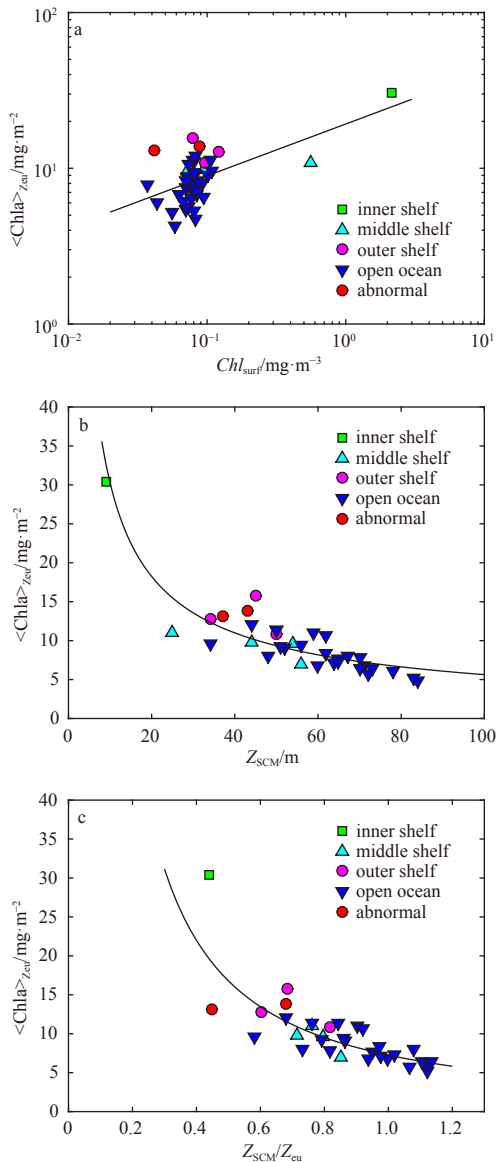 a
<Chla>Zeu/mg·m⁻²
10²
10¹
10⁰
inner shelf
middle shelf
outer shelf
open ocean
abnormal
10⁻² 10⁻¹ 10⁰ 10¹
Chlsurf/mg·m⁻³
b
<Chla>Zeu/mg·m⁻²
40
35
30
25
20
15
10
5
0
inner shelf
middle shelf
outer shelf
open ocean
abnormal
0 20 40 60 80 100
ZSCM/m
c
<Chla>Zeu/mg·m⁻²
40
35
30
25
20
15
10
5
0
inner shelf
middle shelf
outer shelf
open ocean
abnormal
0 0.2 0.4 0.6 0.8 1.0 1.2
ZSCM/Zeu